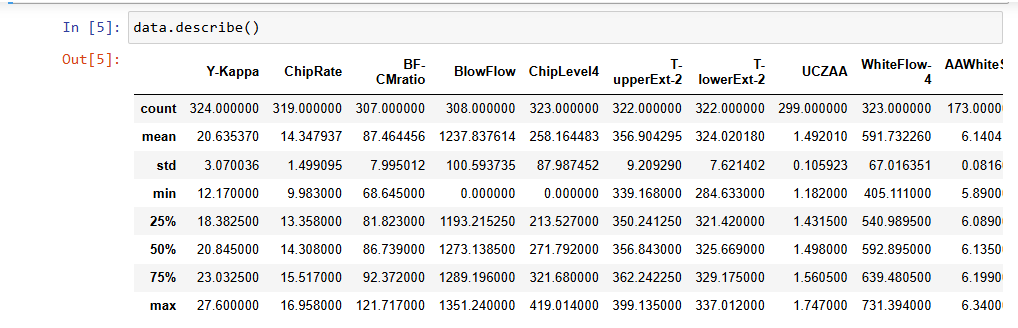 In [5]: data.describe()
Out[5]:
Y-Kappa ChipRate BF-CMratio BlowFlow ChipLevel4 T-upperExt-2 T-lowerExt-2 UCZAA WhiteFlow-4 AAWhiteS
count 324.000000 319.000000 307.000000 308.000000 323.000000 322.000000 322.000000 299.000000 323.000000 173.0000
mean 20.635370 14.347937 87.464456 1237.837614 258.164483 356.904295 324.020180 1.492010 591.732260 6.1404
std 3.070036 1.499095 7.995012 100.593735 87.987452 9.209290 7.621402 0.105923 67.016351 0.0816
min 12.170000 9.983000 68.645000 0.000000 0.000000 339.168000 284.633000 1.182000 405.111000 5.8900
25% 18.382500 13.358000 81.823000 1193.215250 213.527000 350.241250 321.420000 1.431500 540.989500 6.0890
50% 20.845000 14.308000 86.739000 1273.138500 271.792000 356.843000 325.669000 1.498000 592.895000 6.1350
75% 23.032500 15.517000 92.372000 1289.196000 321.680000 362.242250 329.175000 1.560500 639.480500 6.1990
max 27.600000 16.958000 121.717000 1351.240000 419.014000 399.135000 337.012000 1.747000 731.394000 6.3400